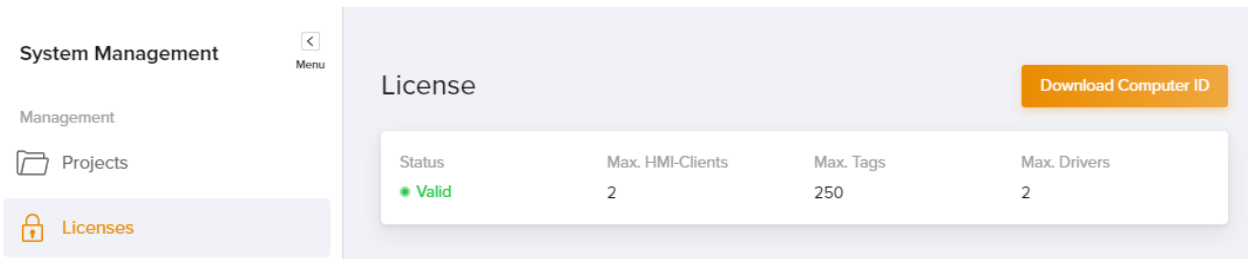 System Management
<
Menu
Management
Projects
Licenses
License
Download Computer ID
Status
Max. HMI-Clients
Max. Tags
Max. Drivers
Valid
2
250
2